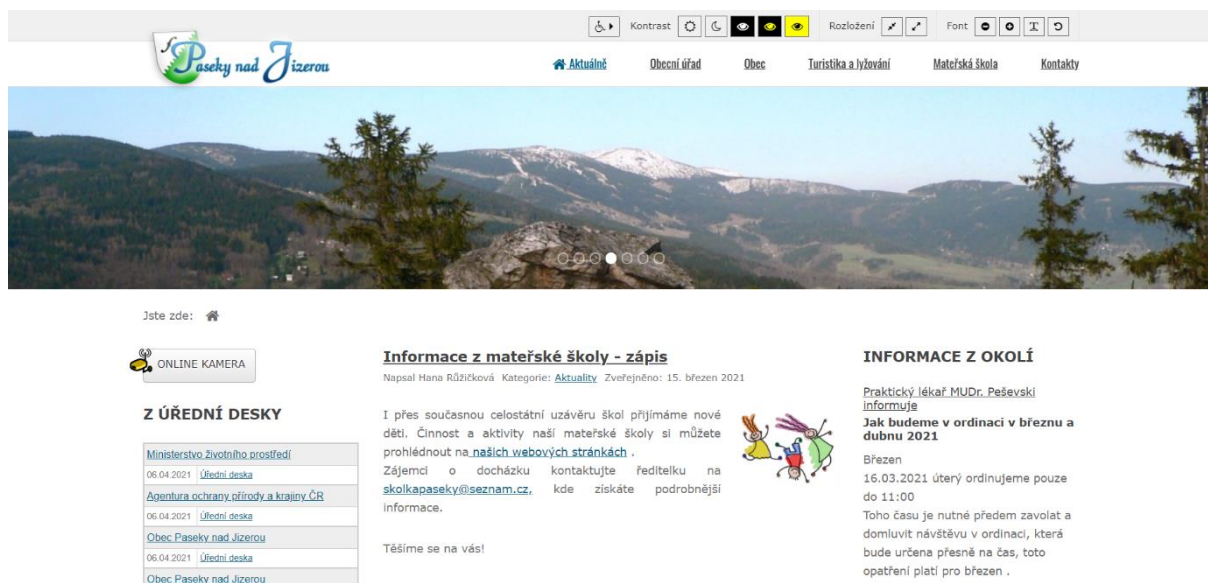 Kontrast
Rozložení
Font
Paseky nad Jizerou
Aktuálně
Obecní úřad
Obec
Turistika a lyžování
Mateřská škola
Kontakty
Jste zde:
ONLINE KAMERA
Z ÚŘEDNÍ DESKY
Ministerstvo životního prostředí
06.04.2021 Úřední deska
Agentura ochrany přírody a krajiny ČR
06.04.2021 Úřední deska
Obec Paseky nad Jizerou
06.04.2021 Úřední deska
Obec Paseky nad Jizerou
Informace z mateřské školy - zápis
Napsal Hana Růžičková Kategorie: Aktuality Zveřejněno: 15. březen 2021
I přes současnou celostátní uzávěru škol přijímáme nové
děti. Činnost a aktivity naší mateřské školy si můžete
prohlédnout na našich webových stránkách .
Zájemci o docházku kontaktujte ředitelku na
skolkapaseky@seznam.cz, kde získáte podrobnější
informace.
Těšíme se na vás!
INFORMACE Z OKOLÍ
Praktický lékař MUDr. Peševski
informuje
Jak budeme v ordinaci v březnu a
dubnu 2021
Březen
16.03.2021 úterý ordinujeme pouze
do 11:00
Toho času je nutné předem zavolat a
domluvit návštěvu v ordinaci, která
bude určena přesně na čas, toto
opatření platí pro březen .